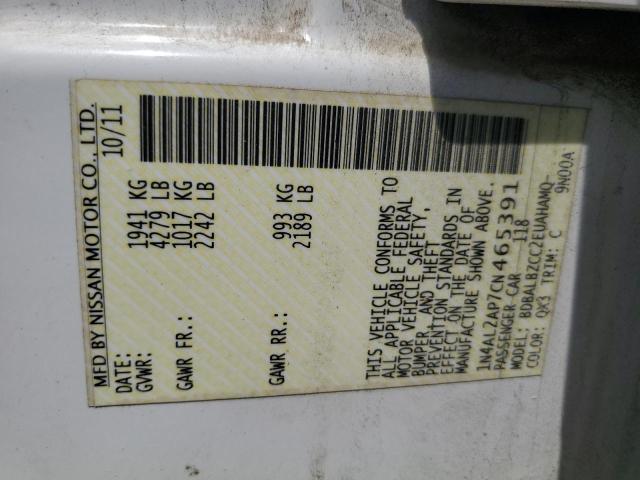 MFD BY NISSAN MOTOR CO., LTD.
DATE: 10/11
GVWR: 1941 KG
4279 LB
GAWR FR.: 1017 KG
2242 LB
GAWR RR.: 993 KG
2189 LB
THIS VEHICLE CONFORMS TO
ALL APPLICABLE FEDERAL
MOTOR VEHICLE SAFETY,
BUMPER, AND THEFT
PREVENTION STANDARDS IN
EFFECT ON THE DATE OF
MANUFACTURE SHOWN ABOVE.
1N4AL2AP7CN465391
PASSENGER CAR 118
MODEL: BDBALBZCC2EUAHAMQ-
COLOR: QX3 TRIM: C 9N00A